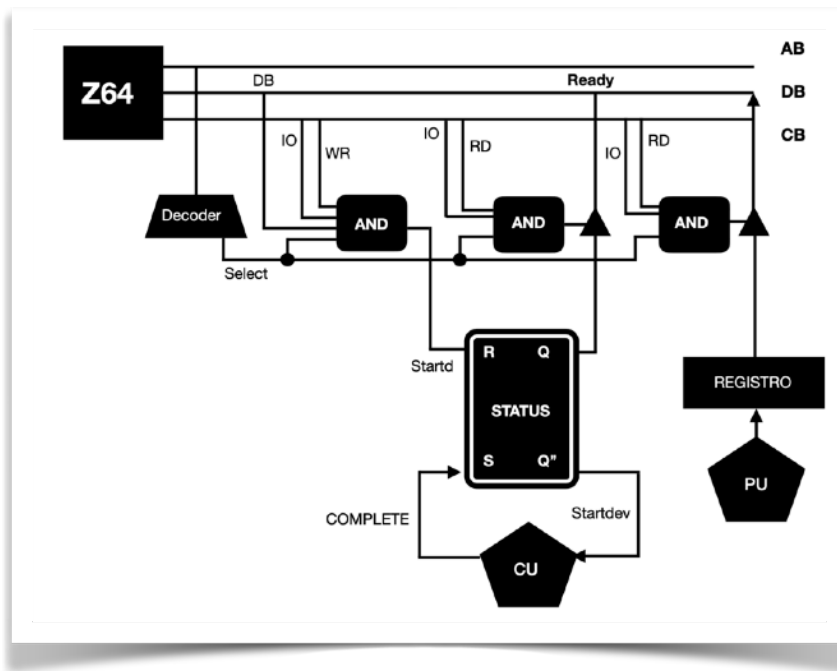 AB
Z64
DB
Ready
DB
CB
IO
WR
IO
RD
IO
RD
Decoder
AND
AND
AND
Select
Startd
R Q
STATUS
S Q”
REGISTRO
PU
COMPLETE
Startdev
CU